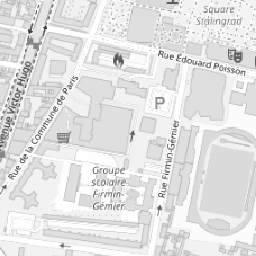 Square
Stalingrad
Rue Édouard Poisson
Avenue Victor Hugo
Rue de la Commune de Paris
P
Rue Firmin-Gémier
Groupe
scolaire
Firmin-
Gémier